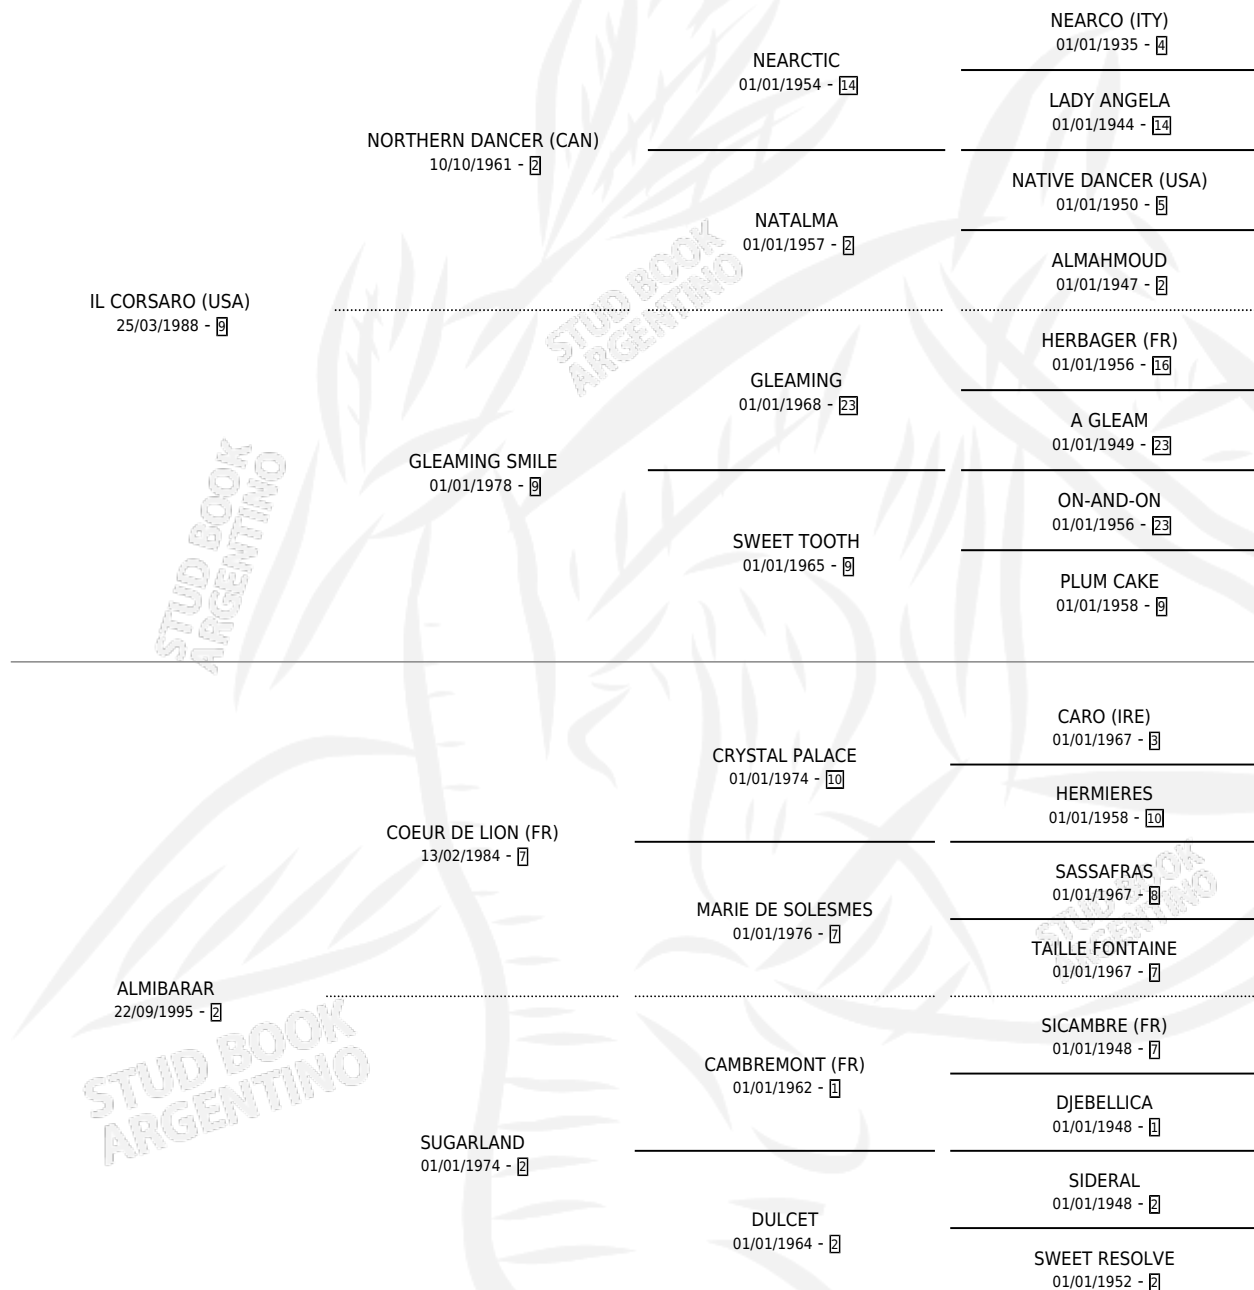 NEARCO (ITY)
01/01/1935 - 4
NEARCTIC
01/01/1954 - 14
LADY ANGELA
01/01/1944 - 14
NORTHERN DANCER (CAN)
10/10/1961 - 2
NATIVE DANCER (USA)
01/01/1950 - 5
NATALMA
01/01/1957 - 2
ALMAHMOUD
01/01/1947 - 2
IL CORSARO (USA)
25/03/1988 - 9
HERBAGER (FR)
01/01/1956 - 16
GLEAMING
01/01/1968 - 23
A GLEAM
01/01/1949 - 23
GLEAMING SMILE
01/01/1978 - 9
ON-AND-ON
01/01/1956 - 23
SWEET TOOTH
01/01/1965 - 9
PLUM CAKE
01/01/1958 - 9
STUD BOOK
ARGENTINO
STUD BOOK
ARGENTINO
CARO (IRE)
01/01/1967 - 3
CRYSTAL PALACE
01/01/1974 - 10
HERMIERES
01/01/1958 - 10
COEUR DE LION (FR)
13/02/1984 - 7
SASSAFRAS
01/01/1967 - 8
MARIE DE SOLESMES
01/01/1976 - 7
TAILLE FONTAINE
01/01/1967 - 7
ALMIBARAR
22/09/1995 - 2
SICAMBRE (FR)
01/01/1948 - 7
CAMBREMONT (FR)
01/01/1962 - 1
DJEBELLICA
01/01/1948 - 1
SUGARLAND
01/01/1974 - 2
SIDERAL
01/01/1948 - 2
DULCET
01/01/1964 - 2
SWEET RESOLVE
01/01/1952 - 2
STUD BOOK
ARGENTINO
STUD BOOK
ARGENTINO